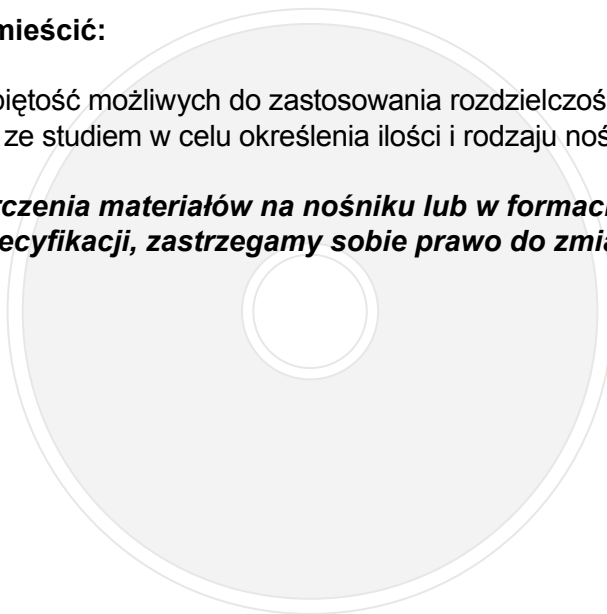 mieścić:
piętość możliwych do zastosowania rozdzielczoś
ze studiem w celu określenia ilości i rodzaju noś
rczenia materiałów na nośniku lub w formaci
ecyfikacji, zastrzegamy sobie prawo do zmia